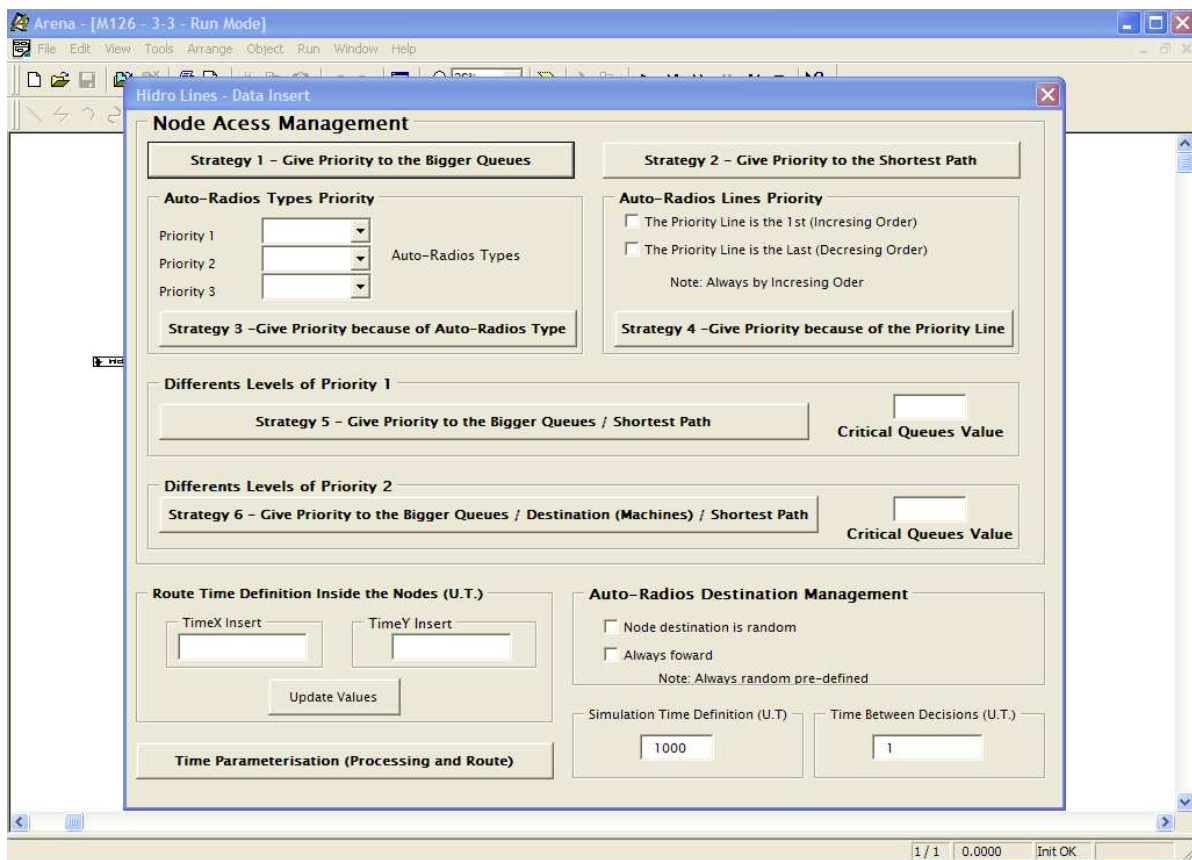 Arena - [M126 - 3-3 - Run Mode]
File Edit View Tools Arrange Object Run Window Help
Hidro Lines - Data Insert
Node Acess Management
Strategy 1 - Give Priority to the Bigger Queues
Strategy 2 - Give Priority to the Shortest Path
Auto-Radios Types Priority
Priority 1
Priority 2
Priority 3
Auto-Radios Types
Strategy 3 -Give Priority because of Auto-Radios Type
Auto-Radios Lines Priority
The Priority Line is the 1st (Incresing Order)
The Priority Line is the Last (Decresing Order)
Note: Always by Incresing Oder
Strategy 4 -Give Priority because of the Priority Line
Differents Levels of Priority 1
Strategy 5 - Give Priority to the Bigger Queues / Shortest Path
Critical Queues Value
Differents Levels of Priority 2
Strategy 6 - Give Priority to the Bigger Queues / Destination (Machines) / Shortest Path
Critical Queues Value
Route Time Definition Inside the Nodes (U.T.)
TimeX Insert
TimeY Insert
Update Values
Time Parameterisation (Processing and Route)
Auto-Radios Destination Management
Node destination is random
Always foward
Note: Always random pre-defined
Simulation Time Definition (U.T)
1000
Time Between Decisions (U.T.)
1
1 / 1 0.0000 Init OK